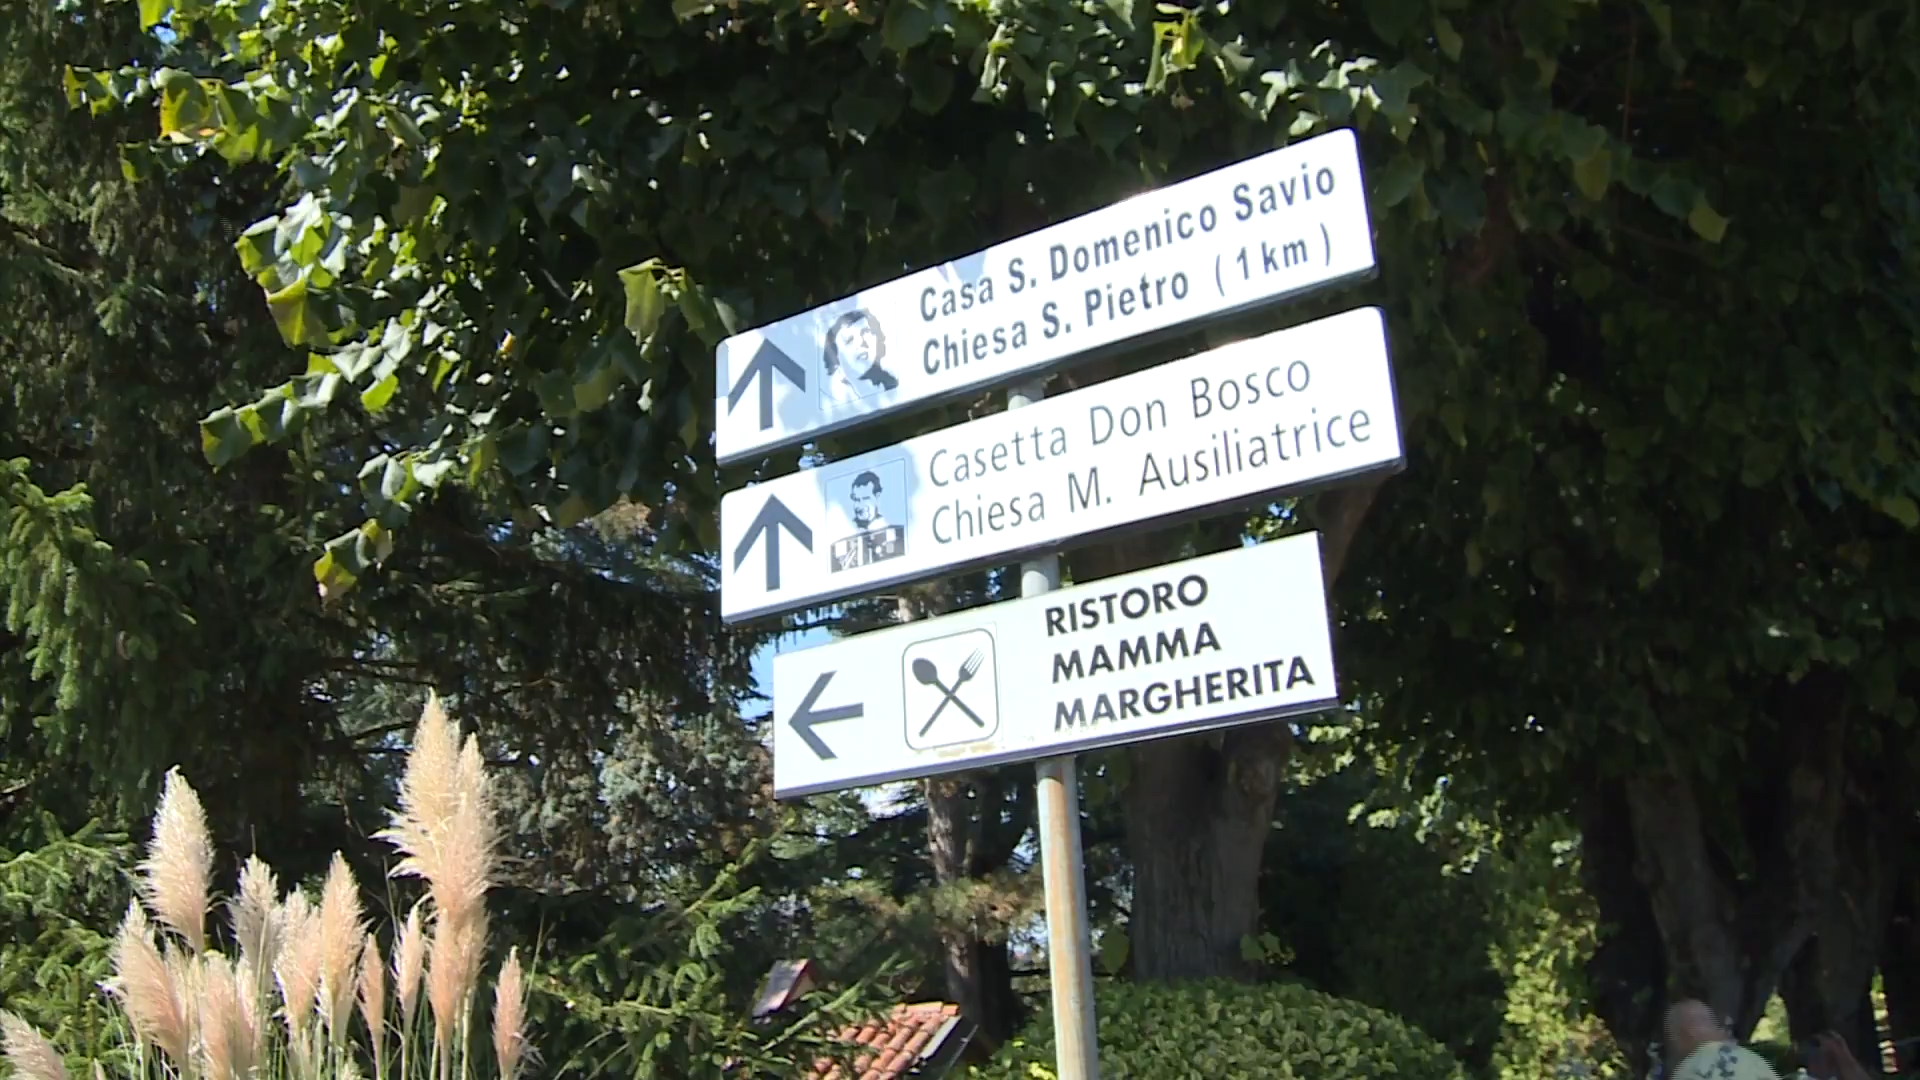 Casa S. Domenico Savio
Chiesa S. Pietro (1 km)
Casetta Don Bosco
Chiesa M. Ausiliatrice
RISTORO
MAMMA
MARGHERITA